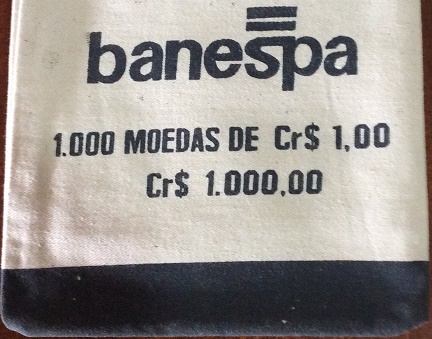 banespa
1.000 MOEDAS DE Cr$ 1,00
Cr$ 1.000,00